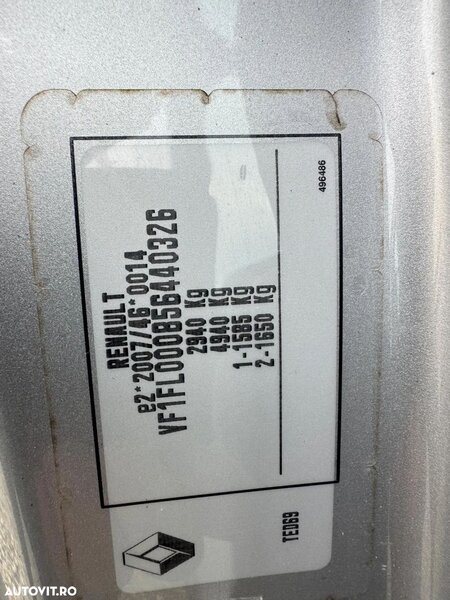 RENAULT
e2*2007/46*0014
VF1FL000856440326
2940 Kg
4940 Kg
1-1585 Kg
2-1650 Kg
496486
TED69
AUTOVIT.RO